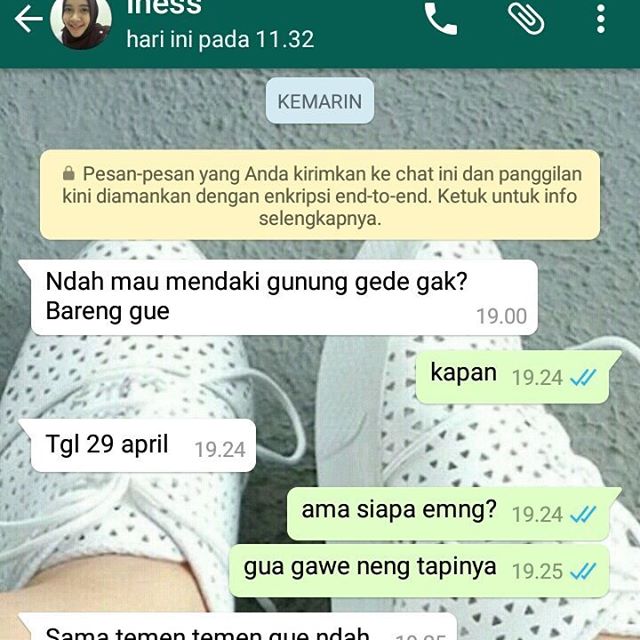 iness
hari ini pada 11.32
KEMARIN
Pesan-pesan yang Anda kirimkan ke chat ini dan panggilan
kini diamankan dengan enkripsi end-to-end. Ketuk untuk info
selengkapnya.
Ndah mau mendaki gunung gede gak?
Bareng gue 19.00
kapan 19.24
Tgl 29 april 19.24
ama siapa emng? 19.24
gua gawe neng tapinya 19.25
Sama temen temen gue ndah 19.25